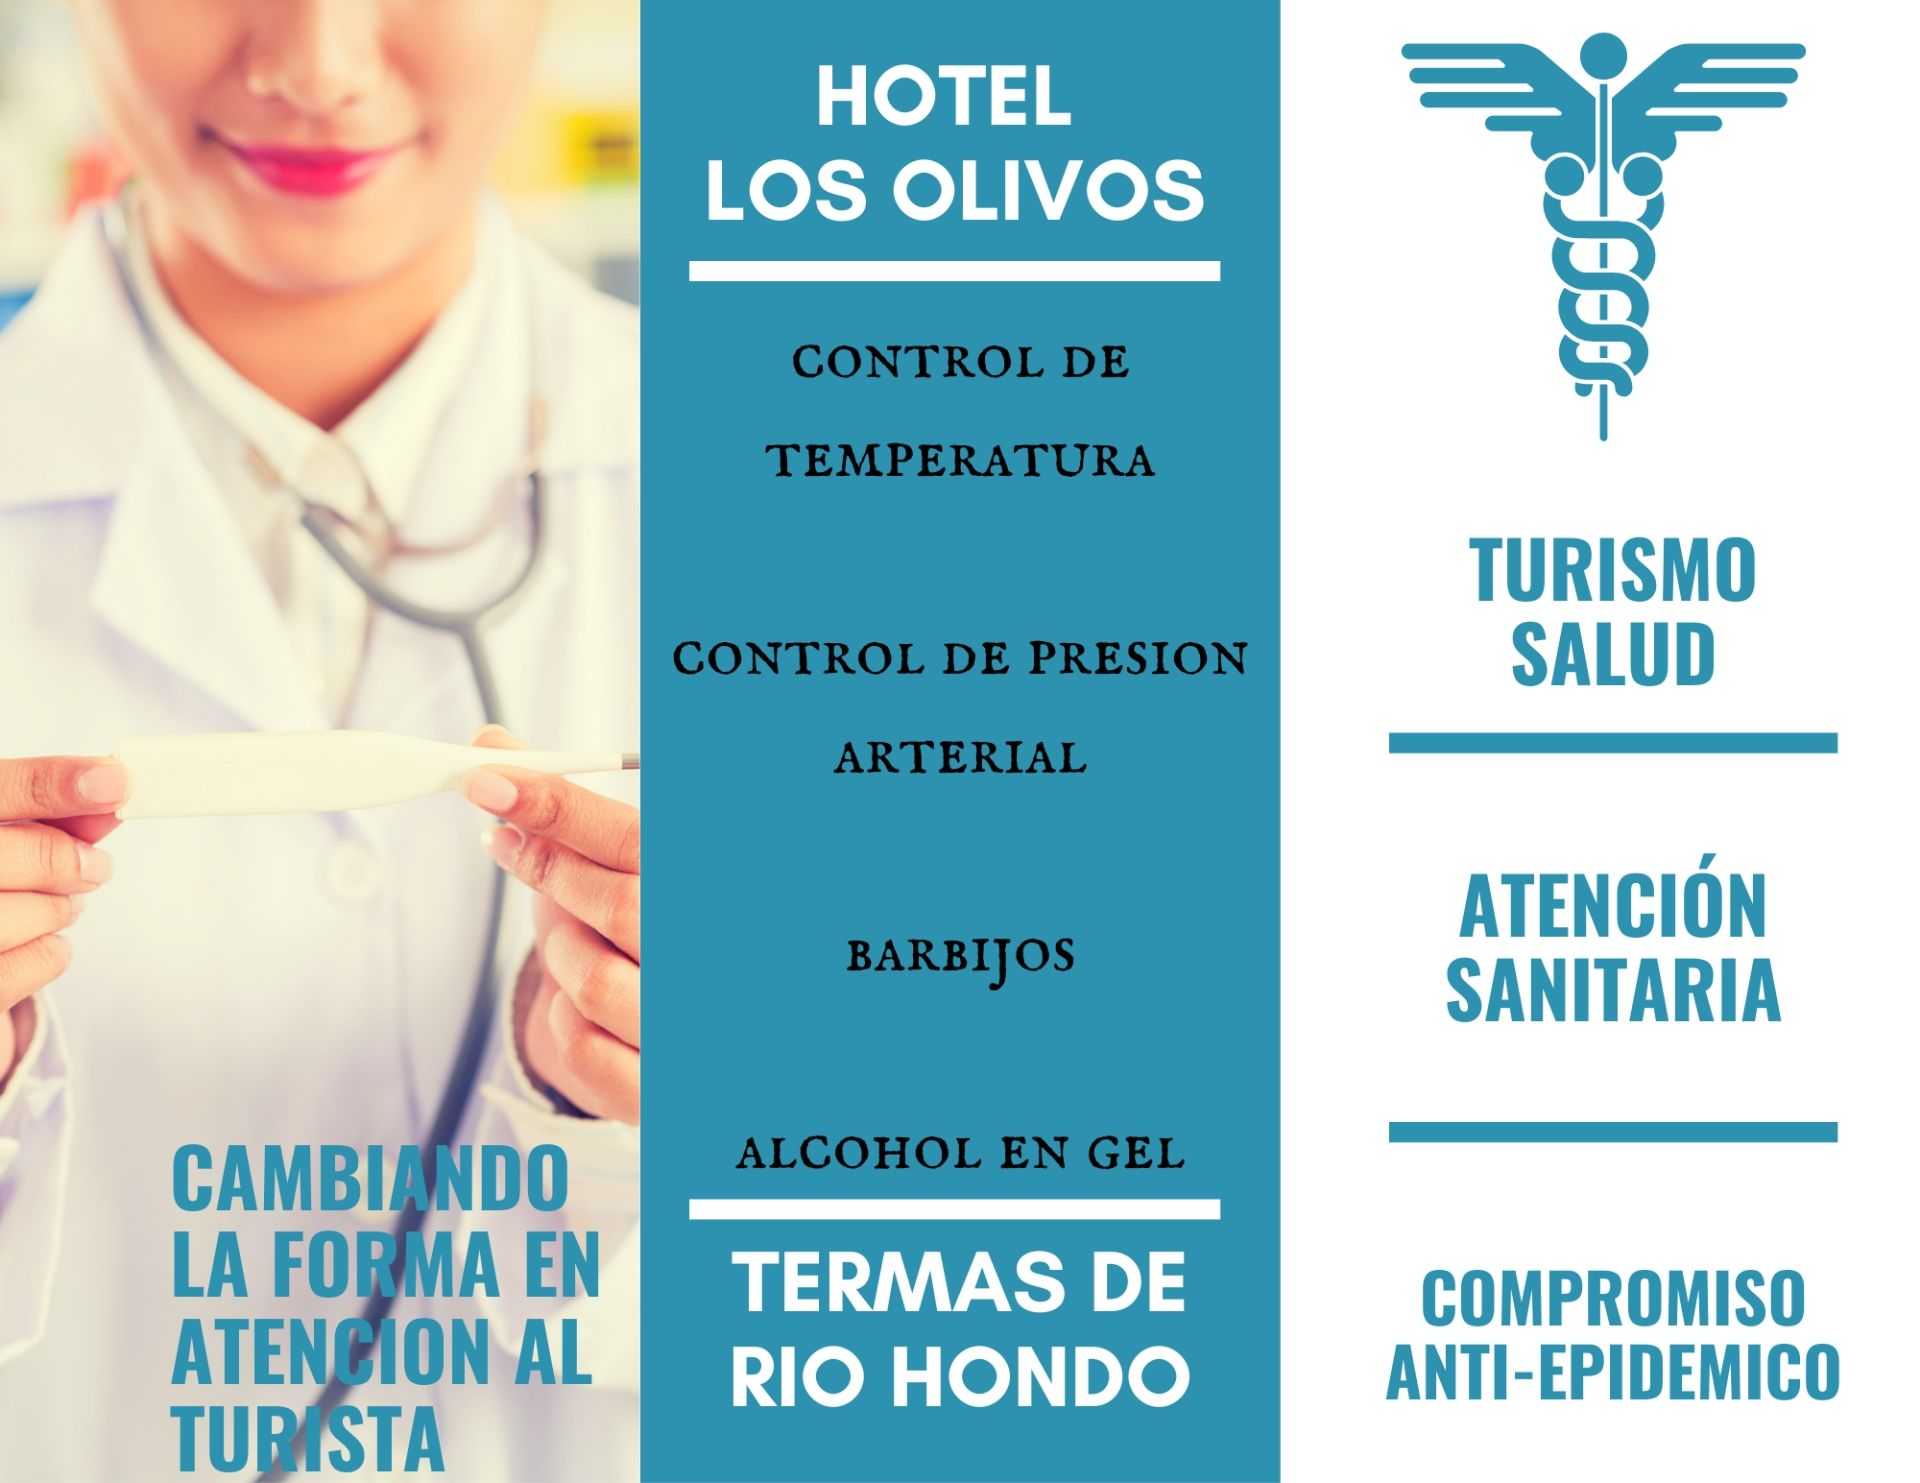 CAMBIANDO
LA FORMA EN
ATENCION AL
TURISTA
HOTEL
LOS OLIVOS
CONTROL DE
TEMPERATURA
CONTROL DE PRESION
ARTERIAL
BARBIJOS
ALCOHOL EN GEL
TERMAS DE
RIO HONDO
TURISMO
SALUD
ATENCIÓN
SANITARIA
COMPROMISO
ANTI-EPIDEMICO